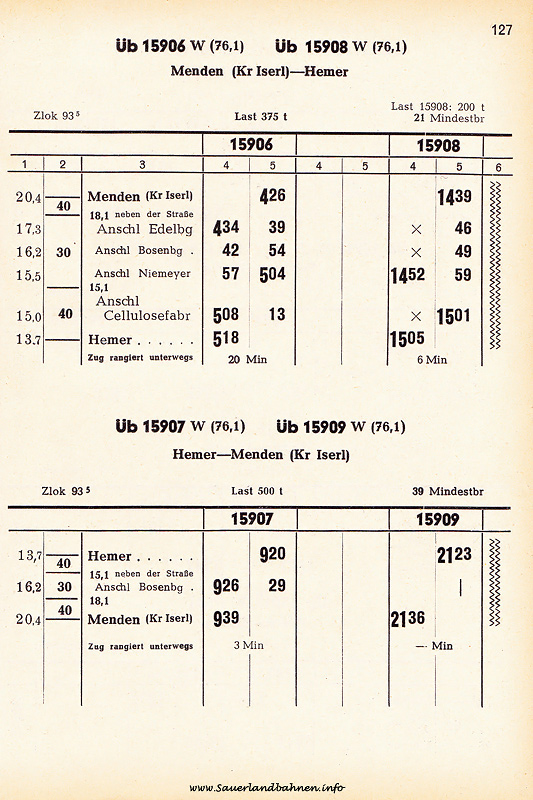 127
Üb 15906 W (76,1) Üb 15908 W (76,1)
Menden (Kr Iserl)—Hemer
Zlok 93⁵ Last 375 t Last 15908: 200 t
21 Mindestbr
15906 15908
1 2 3 4 5 4 5 4 5 6
20,4 Menden (Kr Iserl) 426 1439
40
18,1 neben der Straße
17,3 Anschl Edelbg 434 39 × 46
16,2 30 Anschl Bosenbg . 42 54 × 49
15,5 Anschl Niemeyer 57 504 1452 59
15,1
Anschl
15,0 40 Cellulosefabr 508 13 × 1501
13.7 Hemer . . . . . . 518 1505
Zug rangiert unterwegs 20 Min 6 Min
Üb 15907 W (76,1) Üb 15909 W (76,1)
Hemer—Menden (Kr Iserl)
Zlok 93⁵ Last 500 t 39 Mindestbr
15907 15909
13,7 Hemer . . . . . . 920 2123
40
15,1 neben der Straße
16,2 30 Anschl Bosenbg . 926 29 |
18,1
40
20,4 Menden (Kr Iserl) 939 2136
Zug rangiert unterwegs 3 Min — Min
www.Sauerlandbahnen.info